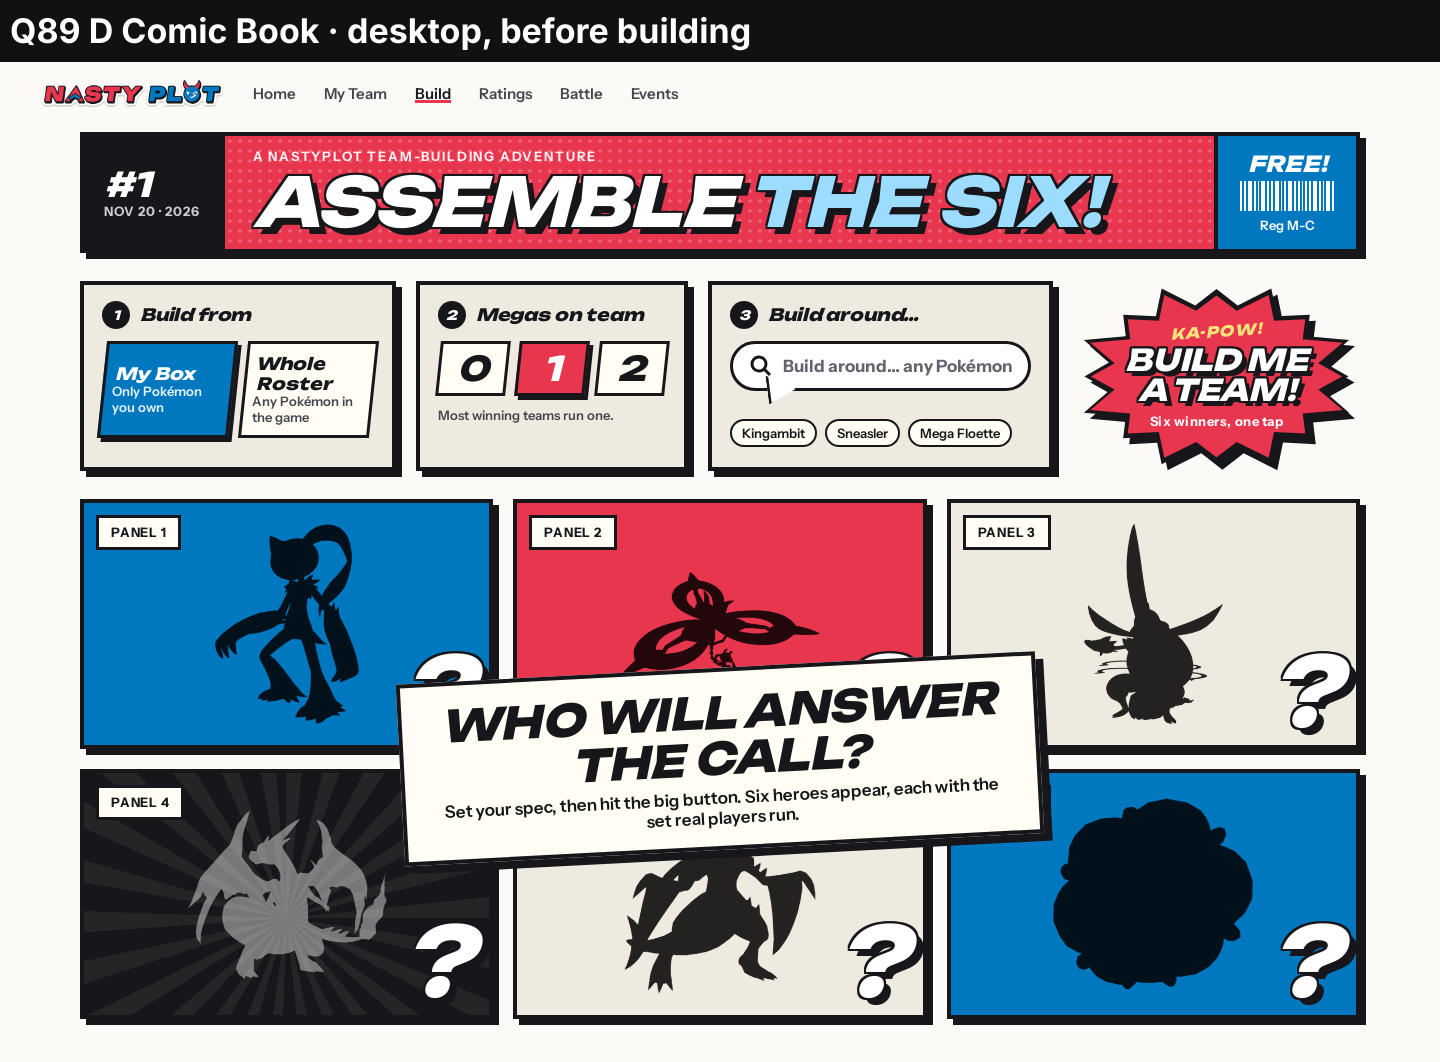 Q89 D Comic Book · desktop, before building
NASTY PLOT
Home
My Team
Build
Ratings
Battle
Events
#1
NOV 20 · 2026
A NASTYPLOT TEAM-BUILDING ADVENTURE
ASSEMBLE THE SIX!
FREE!
Reg M-C
1 Build from
My Box
Only Pokémon
you own
Whole
Roster
Any Pokémon in
the game
2 Megas on team
0
1
2
Most winning teams run one.
3 Build around...
Build around... any Pokémon
Kingambit
Sneasler
Mega Floette
KA-POW!
BUILD ME
A TEAM!
Six winners, one tap
PANEL 1
?
PANEL 2
PANEL 3
?
WHO WILL ANSWER
THE CALL?
Set your spec, then hit the big button. Six heroes appear, each with the
set real players run.
PANEL 4
?
?
?